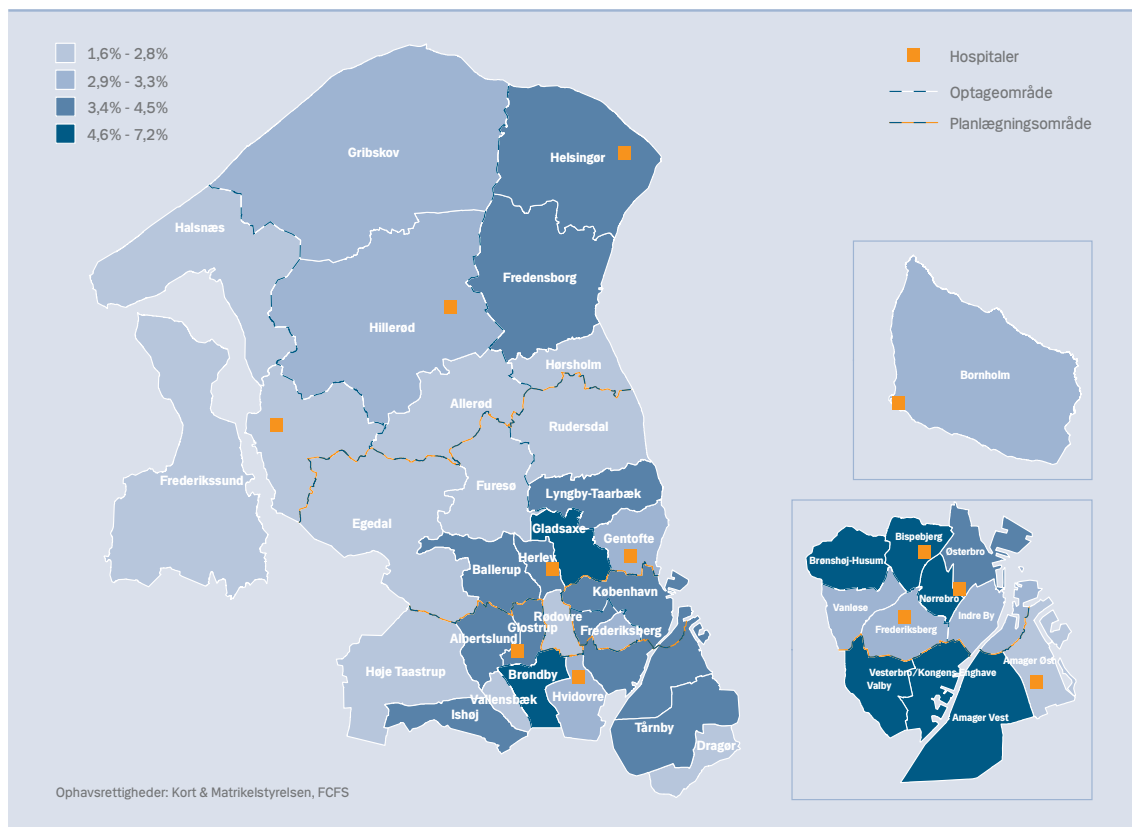 1,6% - 2,8%
2,9% - 3,3%
3,4% - 4,5%
4,6% - 7,2%
Hospitaler
Optageområde
Planlægningsområde
Gribskov
Helsingør
Halsnæs
Fredensborg
Hillerød
Hørsholm
Allerød
Rudersdal
Frederikssund
Furesø
Egedal
Lyngby-Taarbæk
Gladsaxe
Gentofte
Herlev
Ballerup
København
Rødovre
Glostrup
Frederiksberg
Albertslund
Høje Taastrup
Brøndby
Vallensbæk
Hvidovre
Ishøj
Tårnby
Dragør
Bornholm
Bispebjerg
Østerbro
Brønshøj-Husum
Nørrebro
Vanløse
Indre By
Frederiksberg
Amager Øst
Vesterbro/Kongens Enghave
Valby
Amager Vest
Ophavsrettigheder: Kort & Matrikelstyrelsen, FCFS